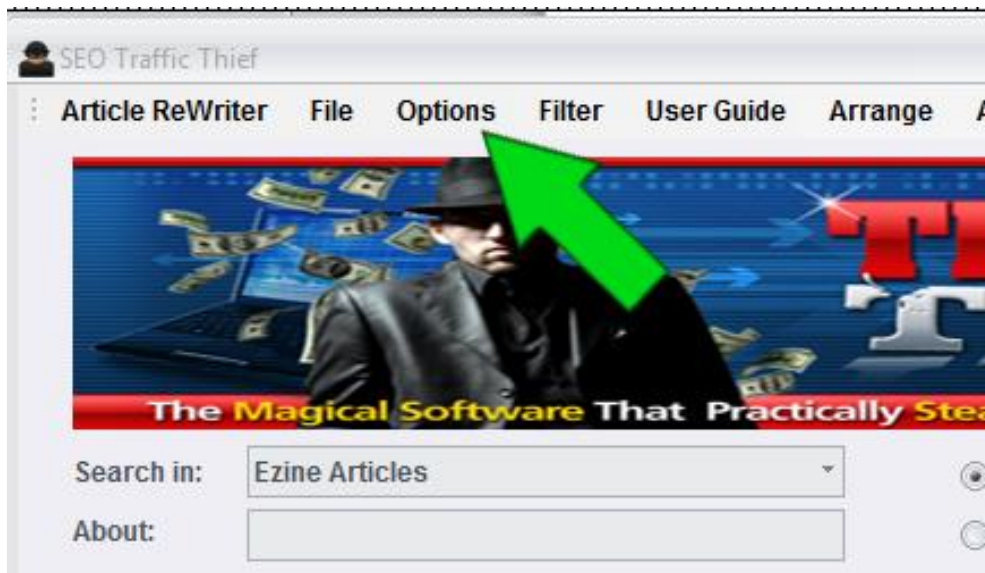 SEO Traffic Thief
Article ReWriter File Options Filter User Guide Arrange
The Magical Software That Practically
Search in: Ezine Articles
About: